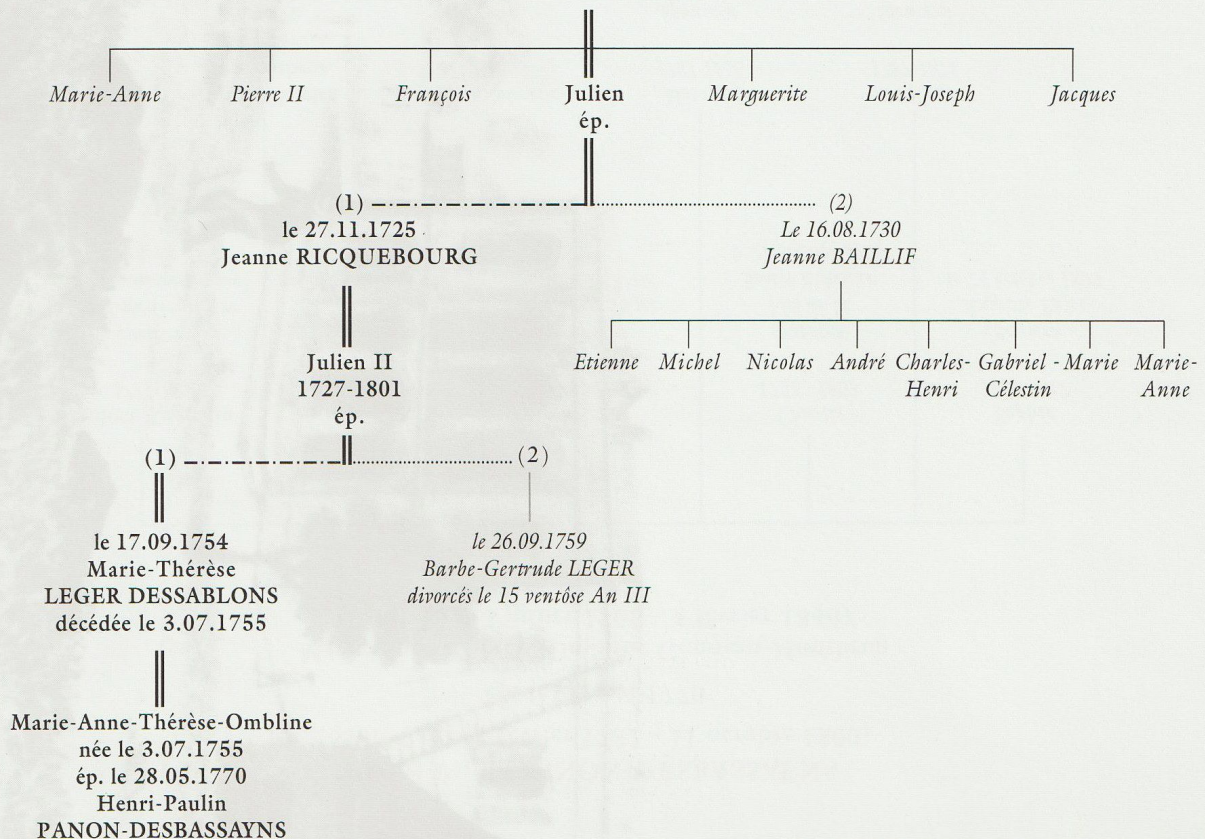 Marie-Anne Pierre II François Julien Marguerite Louis-Joseph Jacques
ép.
(1) (2)
le 27.11.1725 Le 16.08.1730
Jeanne RICQUEBOURG Jeanne BAILLIF
Julien II
1727-1801
ép.
Etienne Michel Nicolas André Charles- Gabriel - Marie Marie-
Henri Célestin Anne
(1) (2)
le 17.09.1754
Marie-Thérèse
LEGER DESSABLONS
décédée le 3.07.1755
le 26.09.1759
Barbe-Gertrude LEGER
divorcés le 15 ventôse An III
Marie-Anne-Thérèse-Ombline
née le 3.07.1755
ép. le 28.05.1770
Henri-Paulin
PANON-DESBASSAYNS